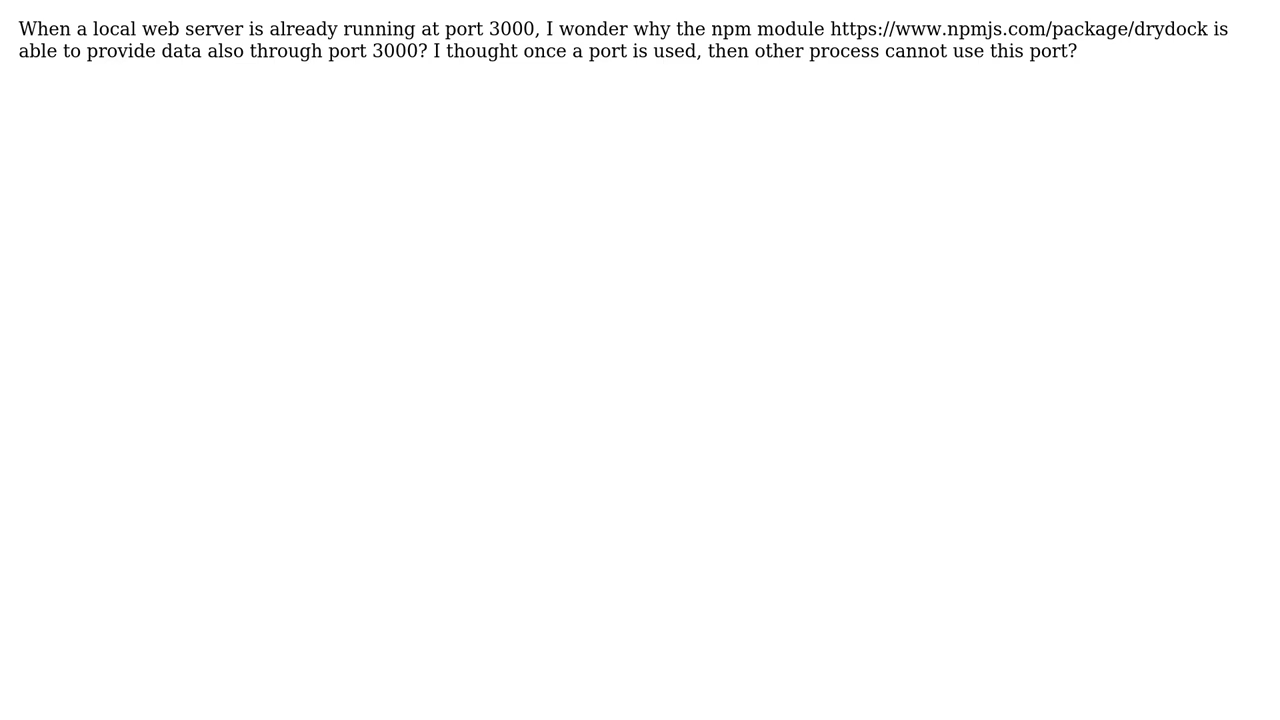 When a local web server is already running at port 3000, I wonder why the npm module https://www.npmjs.com/package/drydock is
able to provide data also through port 3000? I thought once a port is used, then other process cannot use this port?